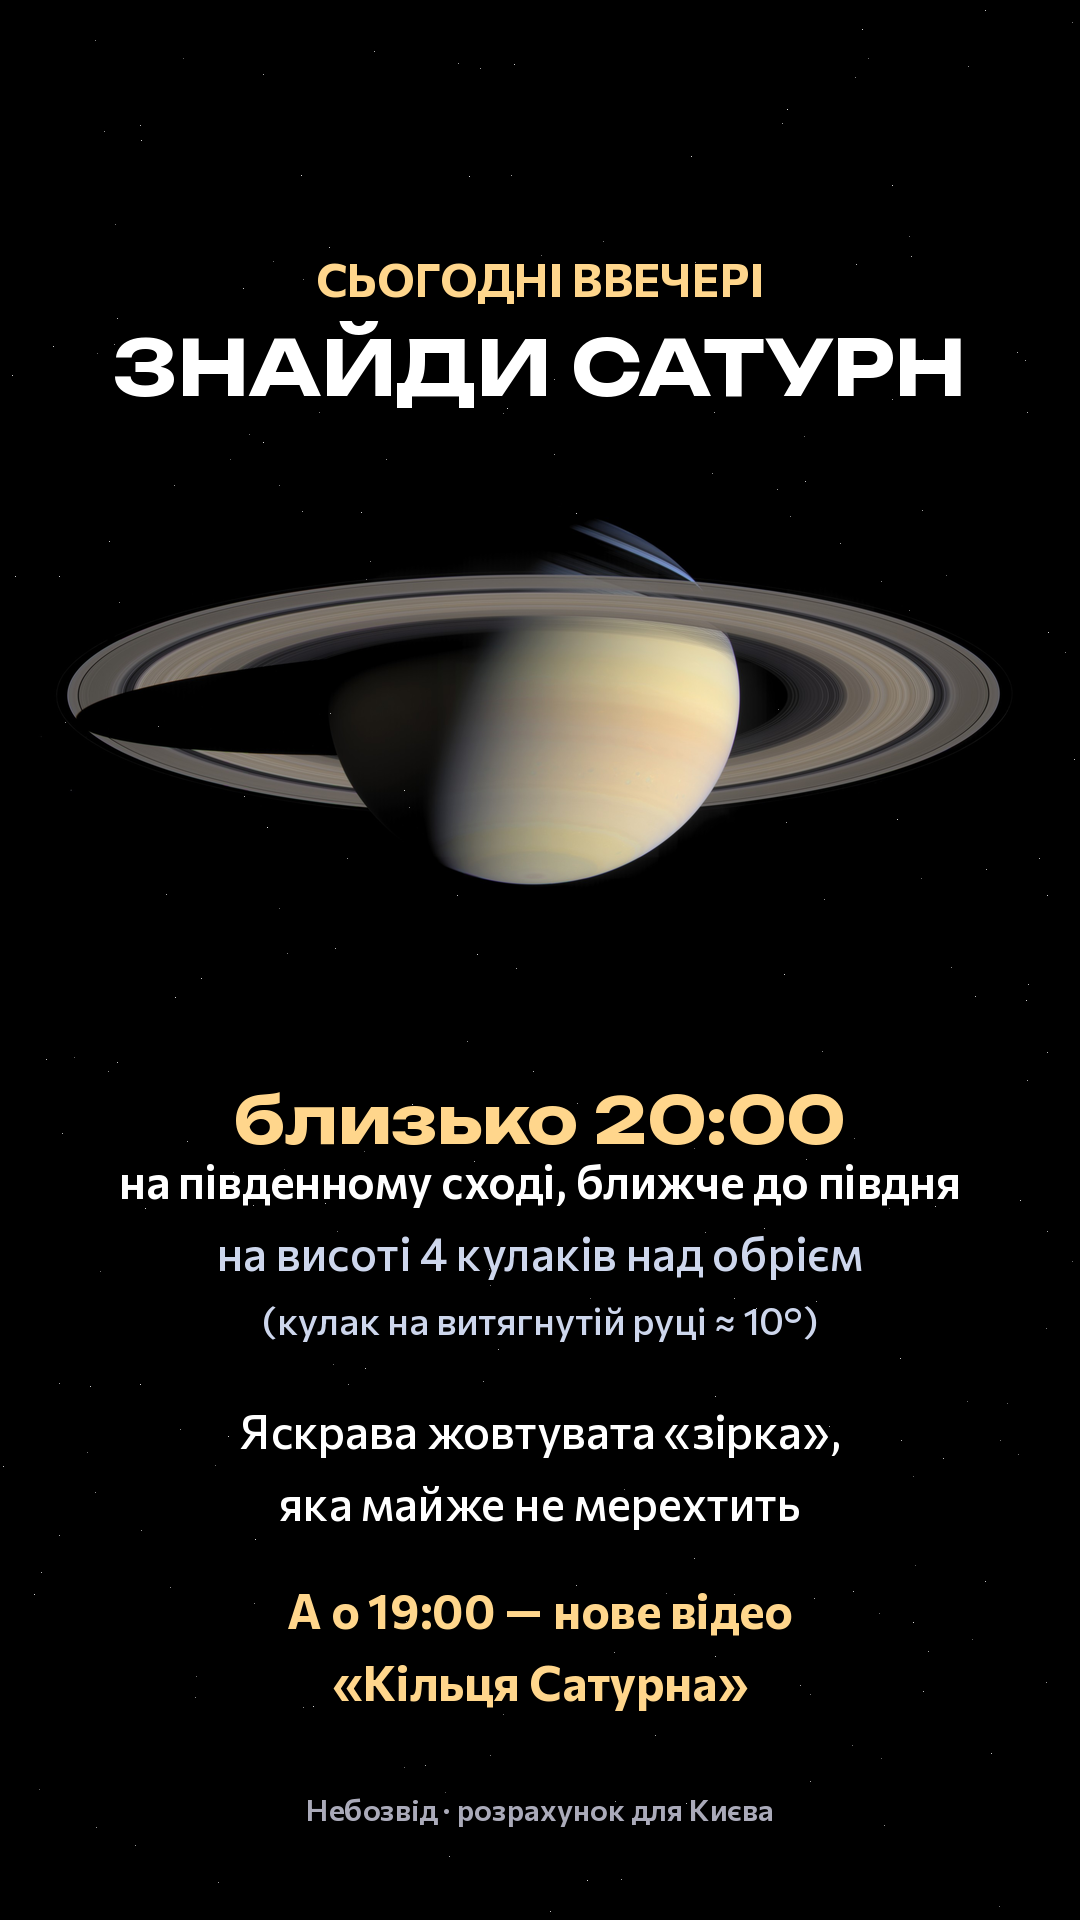 СЬОГОДНІ ВВЕЧЕРІ
ЗНАЙДИ САТУРН
близько 20:00
на південному сході, ближче до півдня
на висоті 4 кулаків над обрієм
(кулак на витягнутій руці ≈ 10°)
Яскрава жовтувата «зірка»,
яка майже не мерехтить
А о 19:00 — нове відео
«Кільця Сатурна»
Небозвід · розрахунок для Києва